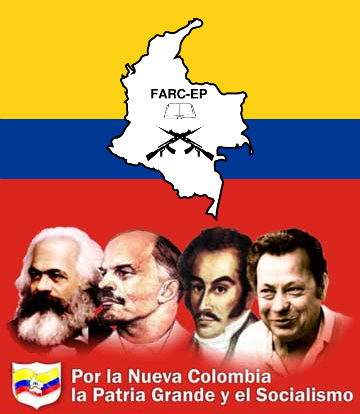 FARC-EP
Por la Nueva Colombia
la Patria Grande y el Socialismo